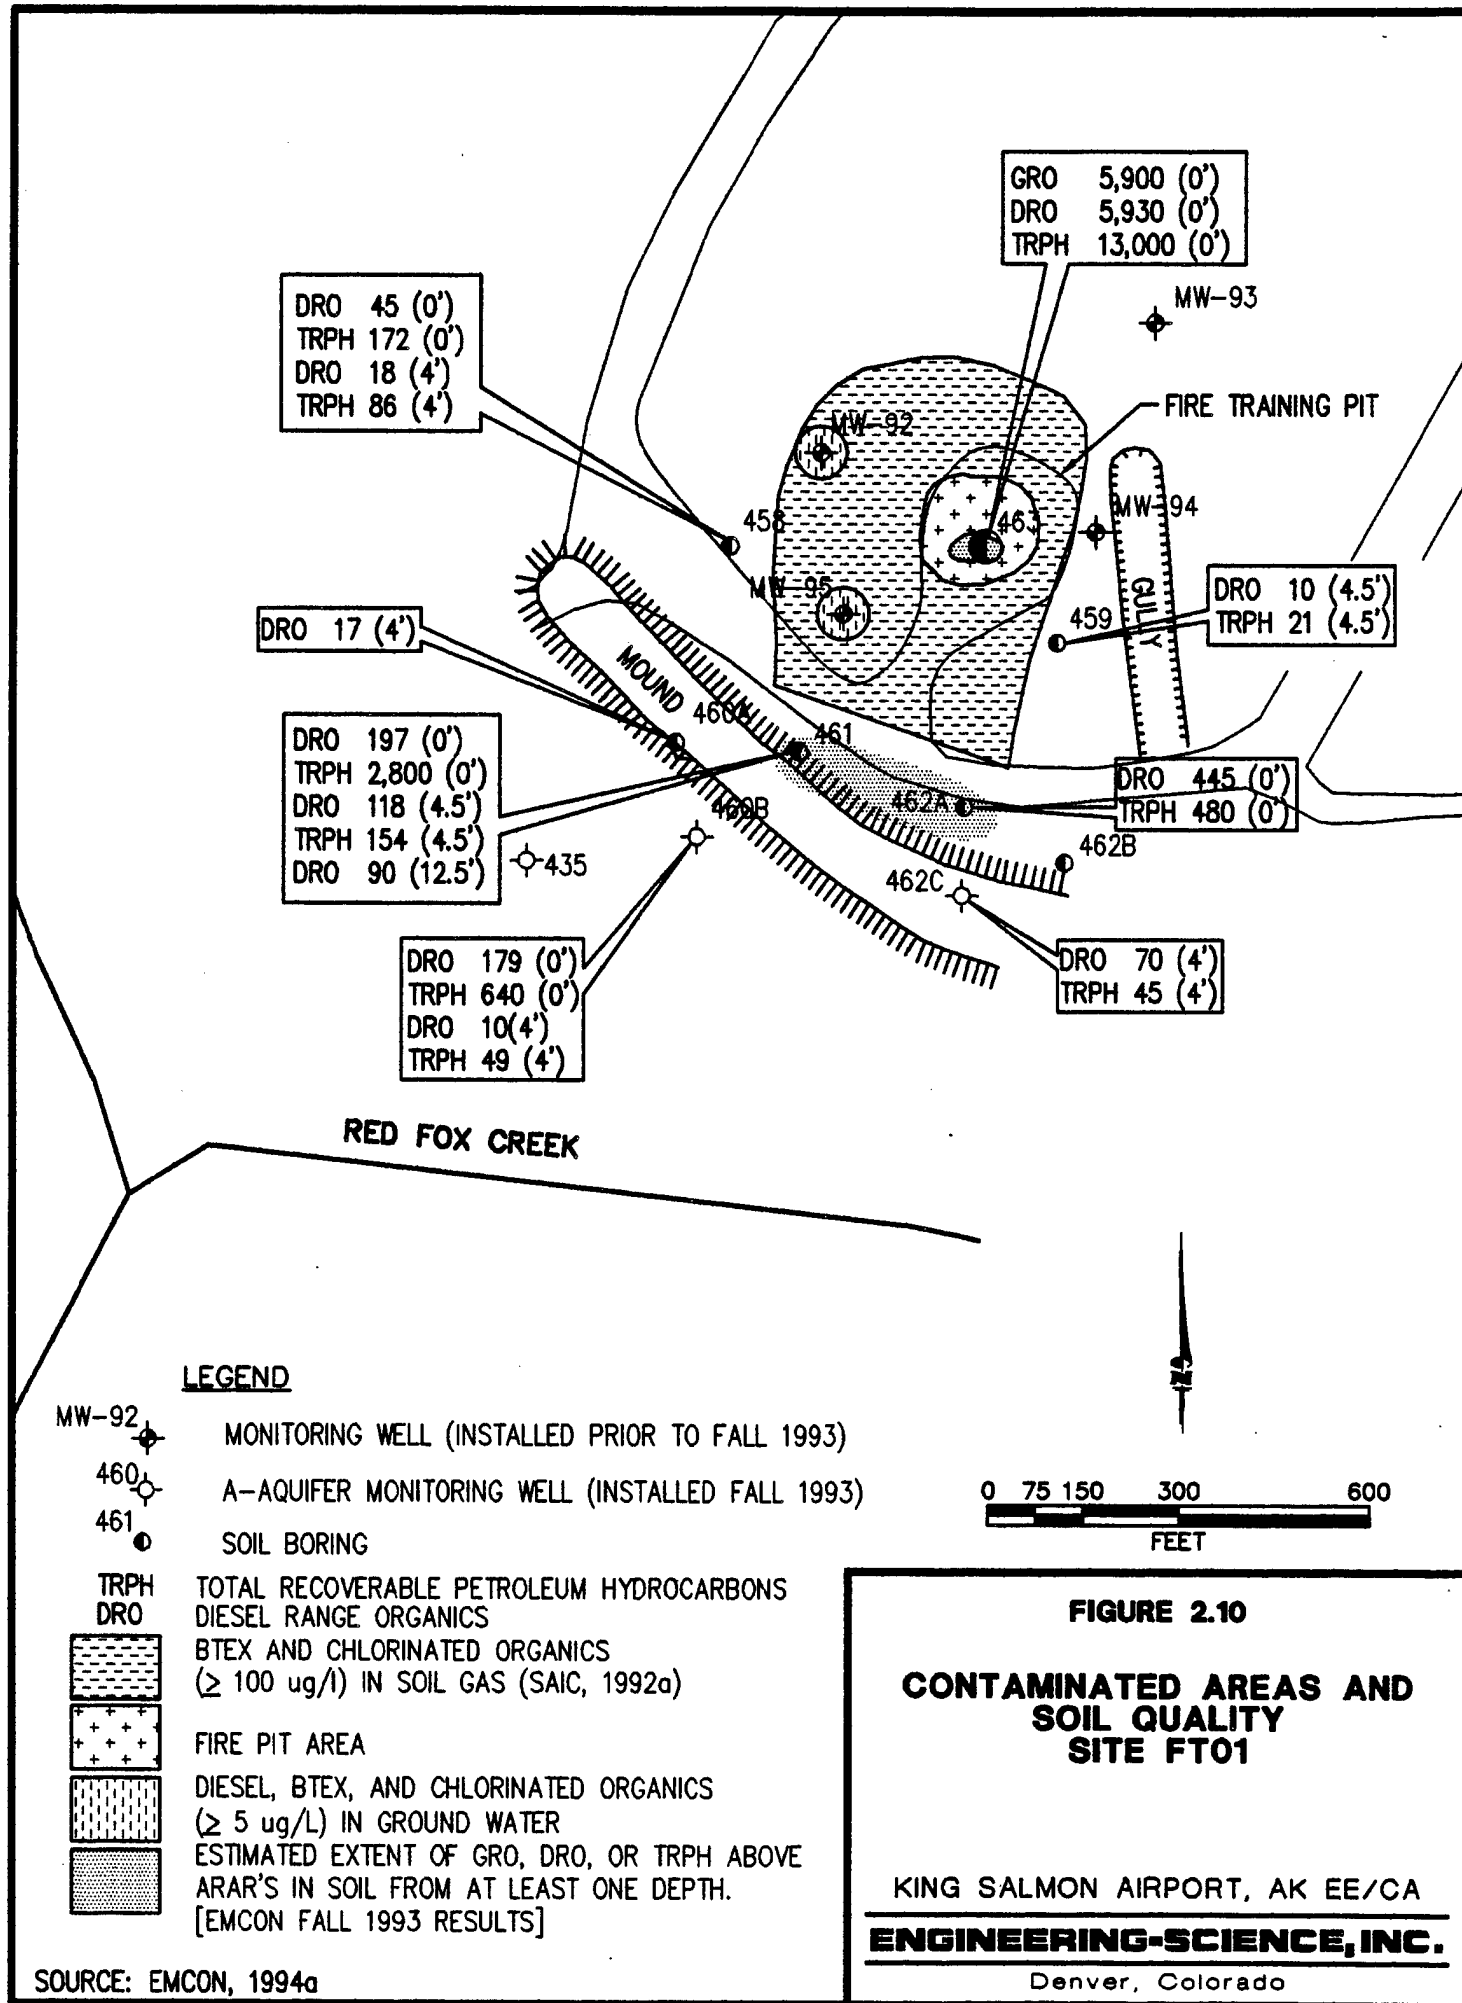 GRO 5,900 (0')
DRO 5,930 (0')
TRPH 13,000 (0')
MW-93
DRO 45 (0')
TRPH 172 (0')
DRO 18 (4')
TRPH 86 (4')
FIRE TRAINING PIT
MW-92
458
463
MW-94
MW-95
GULLY
DRO 10 (4.5')
TRPH 21 (4.5')
459
DRO 17 (4')
MOUND
461
DRO 197 (0')
TRPH 2,800 (0')
DRO 118 (4.5')
TRPH 154 (4.5')
DRO 90 (12.5')
DRO 445 (0')
TRPH 480 (0')
462A
460B
435
462B
462C
DRO 179 (0')
TRPH 640 (0')
DRO 10(4')
TRPH 49 (4')
DRO 70 (4')
TRPH 45 (4')
RED FOX CREEK
N
LEGEND
MW-92
MONITORING WELL (INSTALLED PRIOR TO FALL 1993)
460
A-AQUIFER MONITORING WELL (INSTALLED FALL 1993)
461
SOIL BORING
TRPH TOTAL RECOVERABLE PETROLEUM HYDROCARBONS
DRO DIESEL RANGE ORGANICS
BTEX AND CHLORINATED ORGANICS
(≥ 100 ug/l) IN SOIL GAS (SAIC, 1992a)
FIRE PIT AREA
DIESEL, BTEX, AND CHLORINATED ORGANICS
(≥ 5 ug/L) IN GROUND WATER
ESTIMATED EXTENT OF GRO, DRO, OR TRPH ABOVE
ARAR'S IN SOIL FROM AT LEAST ONE DEPTH.
[EMCON FALL 1993 RESULTS]
SOURCE: EMCON, 1994a
0 75 150 300 600
FEET
FIGURE 2.10
CONTAMINATED AREAS AND
SOIL QUALITY
SITE FT01
KING SALMON AIRPORT, AK EE/CA
ENGINEERING-SCIENCE, INC.
Denver, Colorado